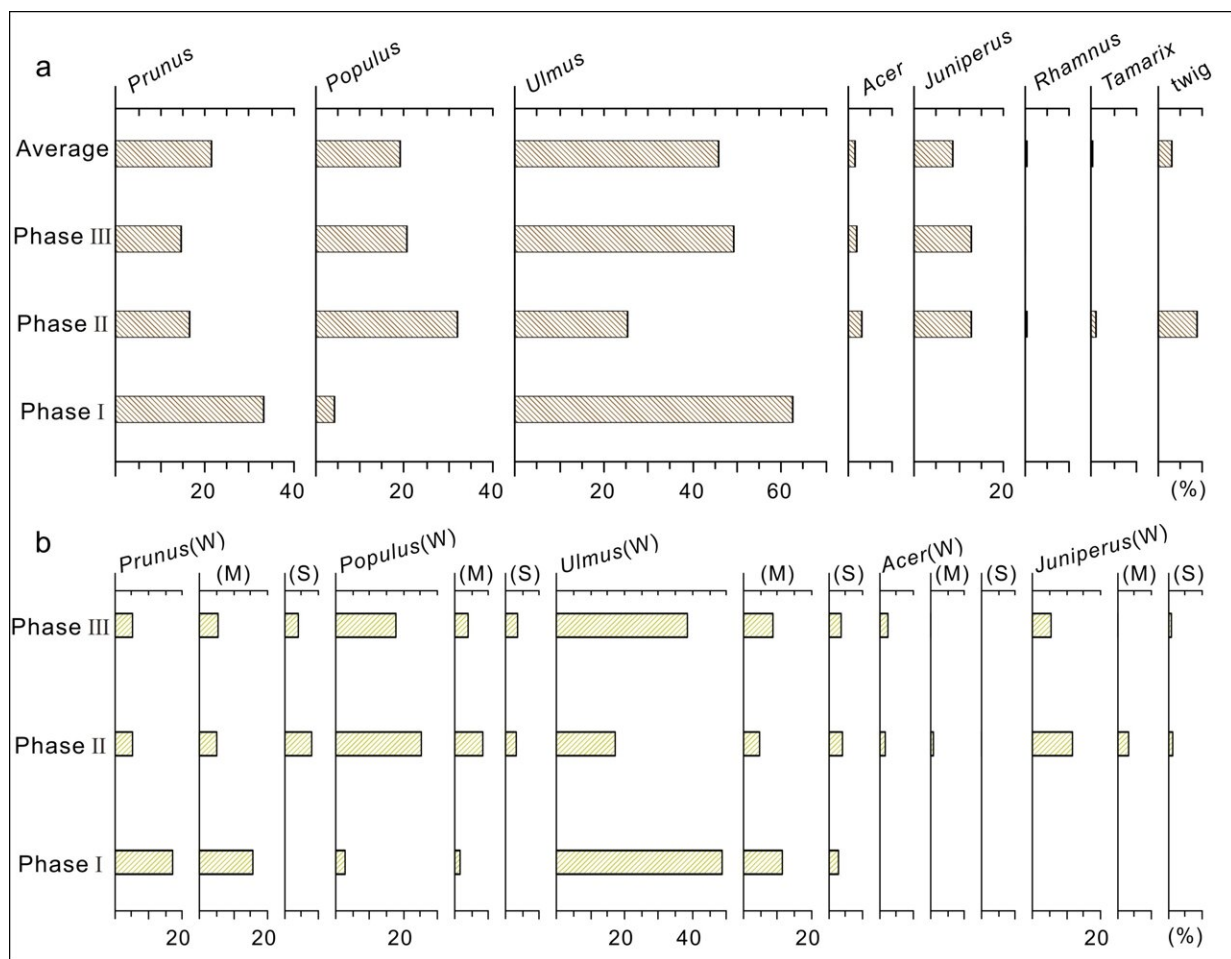 a
Prunus Populus Ulmus Acer Juniperus Rhamnus Tamarix twig
Average
Phase III
Phase II
Phase I
20 40 20 40 20 40 60 20 (%)
b
Prunus(W) (M) (S) Populus(W) (M) (S) Ulmus(W) (M) (S) Acer(W) (M) (S) Juniperus(W) (M) (S)
Phase III
Phase II
Phase I
20 20 20 20 40 20 20 (%)